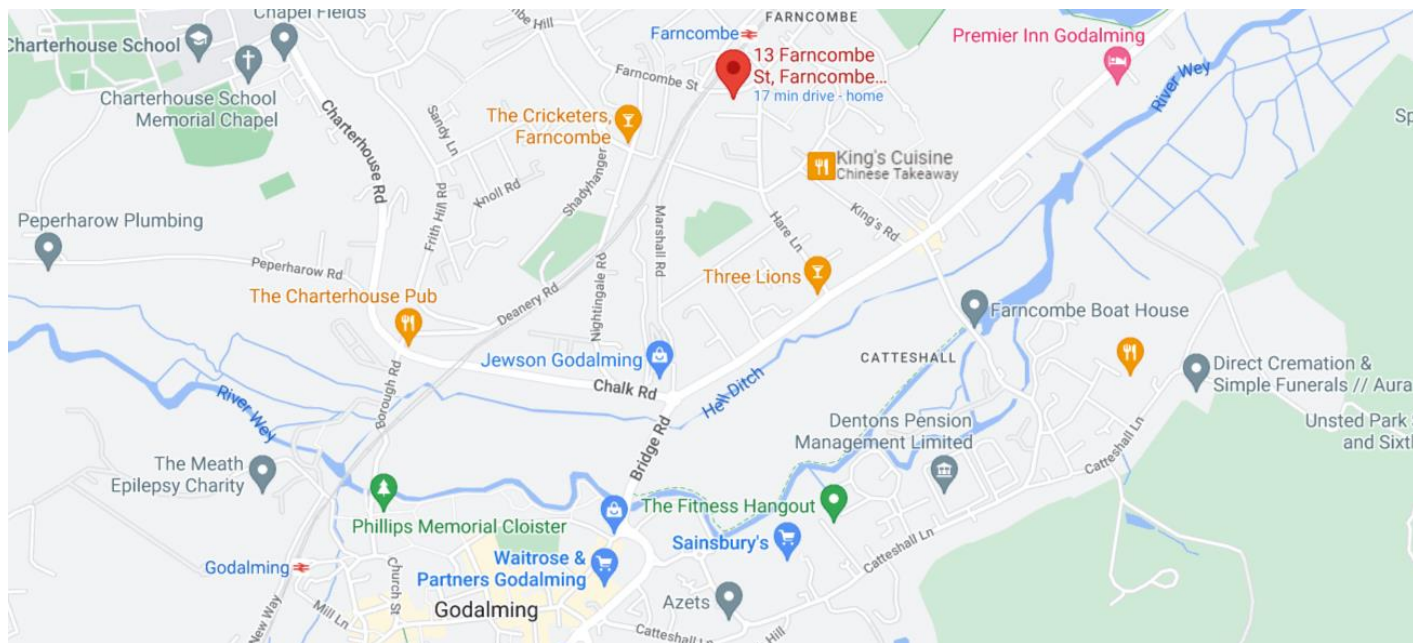 Chapel Fields
Charterhouse School
Charterhouse School
Memorial Chapel
Charterhouse Rd
Sandy Ln
Frith Hill Rd
Knoll Rd
Peperharow Plumbing
Peperharow Rd
The Charterhouse Pub
Deanery Rd
Borough Rd
River Wey
The Meath
Epilepsy Charity
Phillips Memorial Cloister
Godalming
Church St
Mill Ln
New Way
Godalming
Waitrose &
Partners Godalming
Farncombe
FARNCOMBE
Farncombe St
13 Farncombe
St, Farncombe...
17 min drive - home
The Cricketers,
Farncombe
Shadyhanger
Nightingale Rd
Marshall Rd
Hare Ln
King's Cuisine
Chinese Takeaway
King's Rd
Three Lions
Jewson Godalming
Chalk Rd
Bridge Rd
Hell Ditch
Premier Inn Godalming
River Wey
Farncombe Boat House
CATTESHALL
Dentons Pension
Management Limited
The Fitness Hangout
Sainsbury's
Azets
Catteshall Ln
Catteshall Ln
Catteshall Ln
Hill
Direct Cremation &
Simple Funerals // Aura
Unsted Park